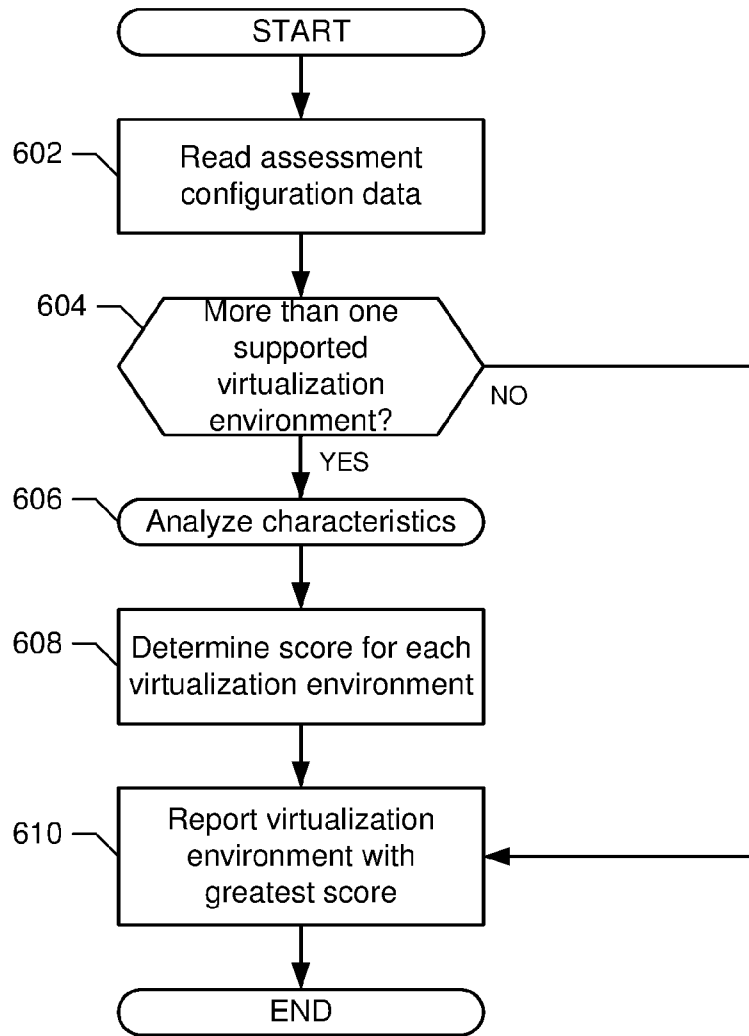 START
602
Read assessment
configuration data
604
More than one
supported
virtualization
environment?
NO
YES
606
Analyze characteristics
608
Determine score for each
virtualization environment
610
Report virtualization
environment with
greatest score
END